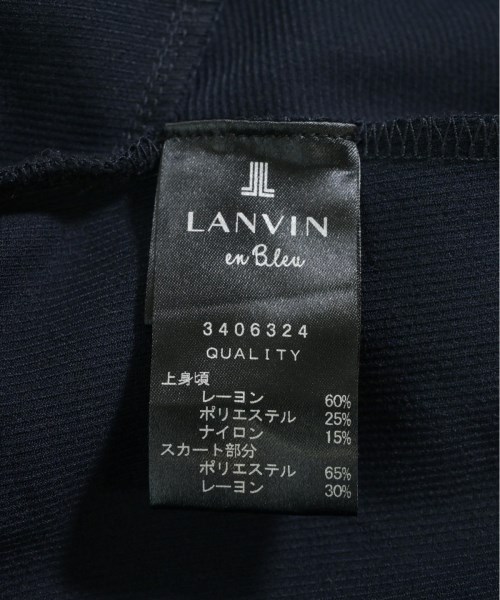 LANVIN
en Bleu
3406324
QUALITY
上身頃
レーヨン 60%
ポリエステル 25%
ナイロン 15%
スカート部分
ポリエステル 65%
レーヨン 30%